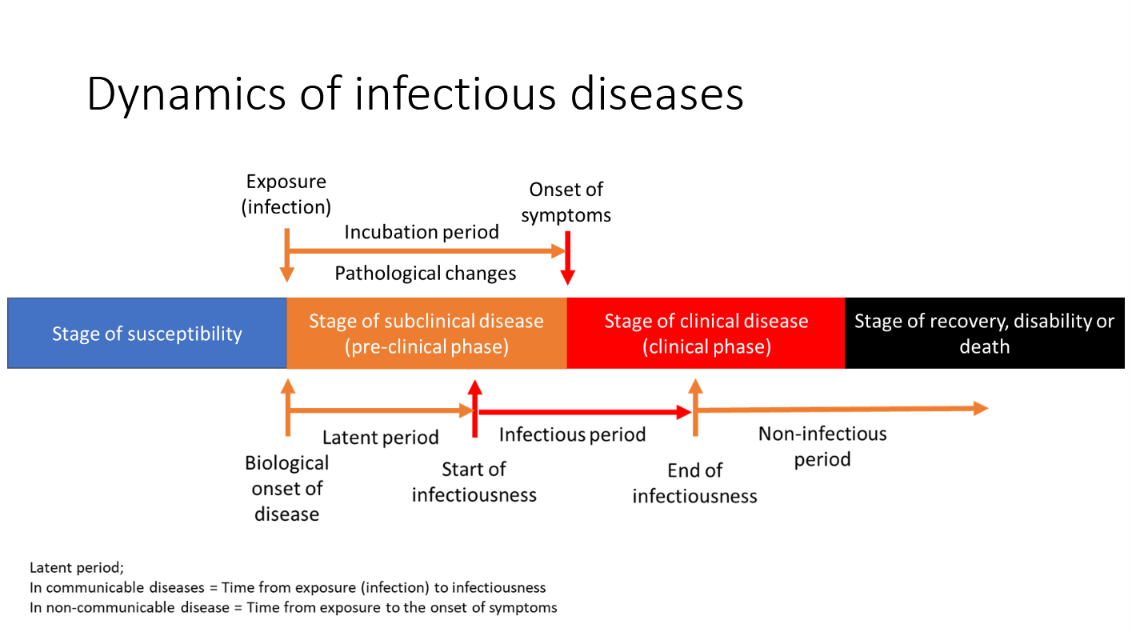 Dynamics of infectious diseases
Exposure
(infection)
Onset of
symptoms
Incubation period
Pathological changes
Stage of susceptibility
Stage of subclinical disease
(pre-clinical phase)
Stage of clinical disease
(clinical phase)
Stage of recovery, disability or
death
Latent period
Infectious period
Non-infectious
period
Biological
onset of
disease
Start of
infectiousness
End of
infectiousness
Latent period;
In communicable diseases = Time from exposure (infection) to infectiousness
In non-communicable disease = Time from exposure to the onset of symptoms